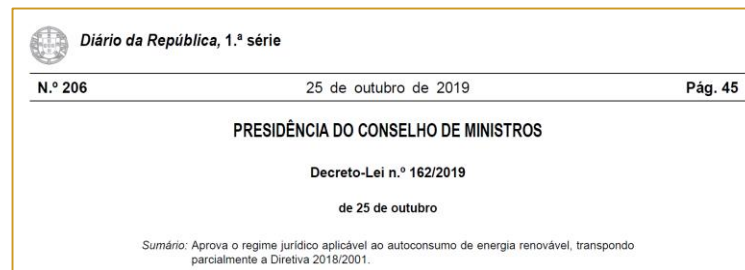 Diário da República, 1.ª série
N.º 206 25 de outubro de 2019 Pág. 45
PRESIDÊNCIA DO CONSELHO DE MINISTROS
Decreto-Lei n.º 162/2019
de 25 de outubro
Sumário: Aprova o regime jurídico aplicável ao autoconsumo de energia renovável, transpondo
parcialmente a Diretiva 2018/2001.